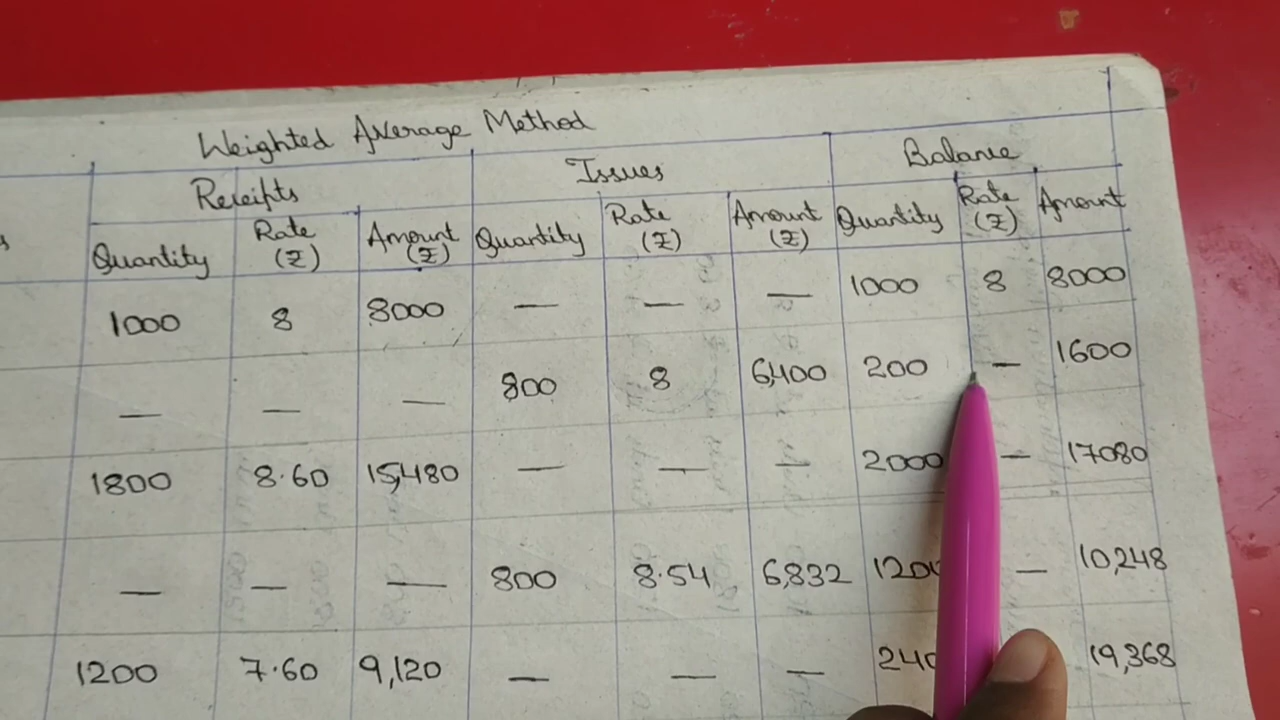 Weighted Average Method
Receipts Issues Balance
Quantity Rate (₹) Amount (₹) Quantity Rate (₹) Amount (₹) Quantity Rate (₹) Amount
1000 8 8000 — — — 1000 8 8000
— — — 800 8 6,400 200 — 1600
1800 8.60 15,480 — — — 2000 — 17080
— — — 800 8.54 6,832 — 10,248
1200 7.60 9,120 — — — 19,368